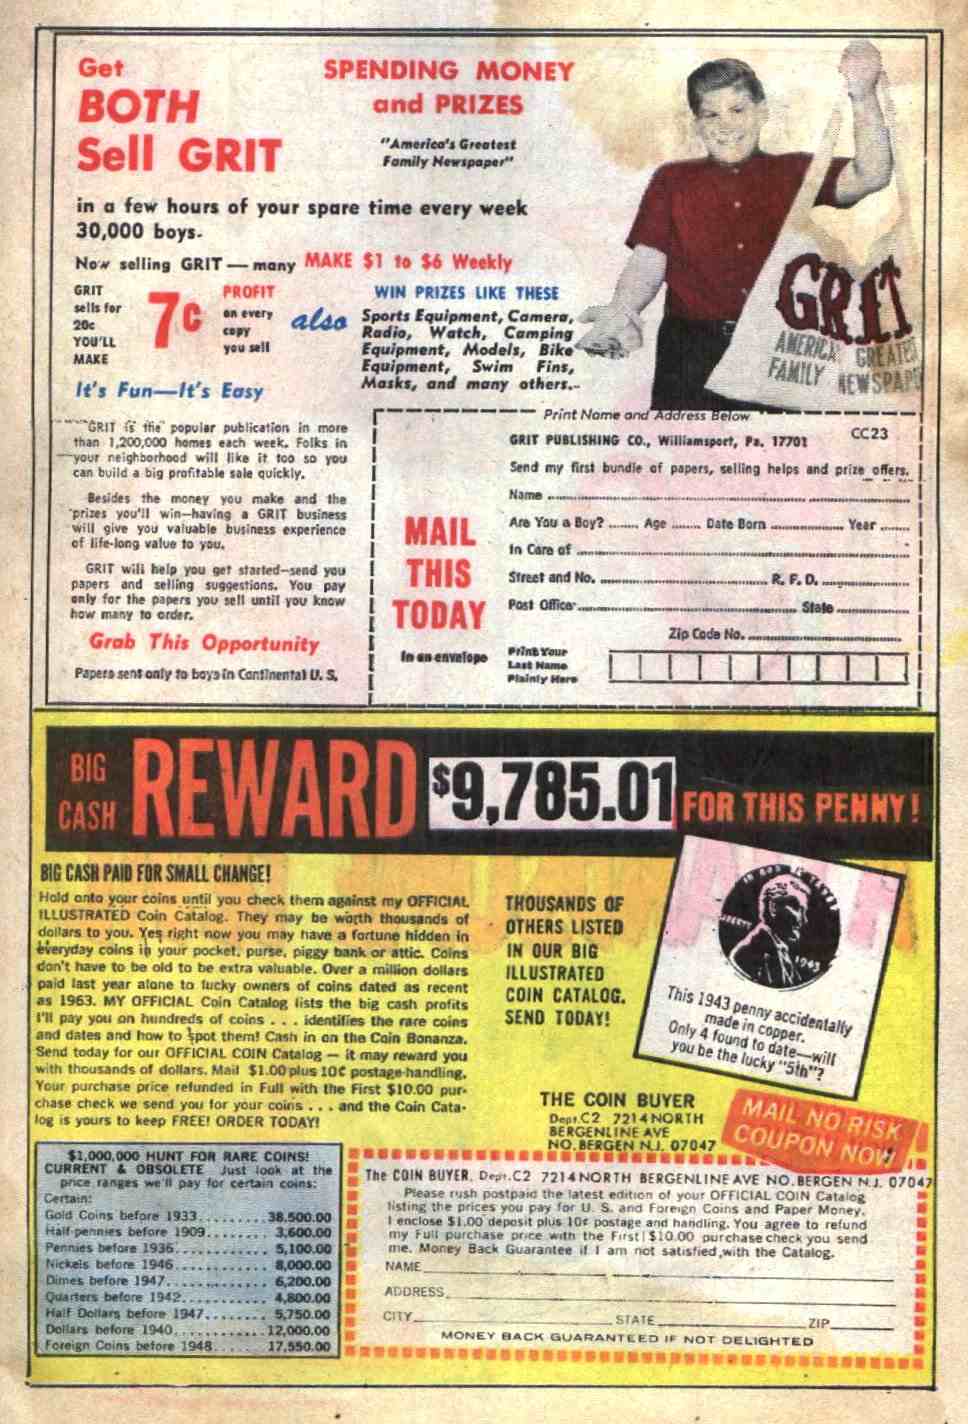 Get
BOTH
Sell GRIT
SPENDING MONEY
and PRIZES
"America's Greatest
Family Newspaper"
in a few hours of your spare time every week
30,000 boys.
Now selling GRIT — many MAKE $1 to $6 Weekly
GRIT
sells for
20c
YOU'LL
MAKE
7c
PROFIT
on every
copy
you sell
also
WIN PRIZES LIKE THESE
Sports Equipment, Camera,
Radio, Watch, Camping
Equipment, Models, Bike
Equipment, Swim Fins,
Masks, and many others.
It's Fun—It's Easy
GRIT
AMERICA GREATES
FAMILY NEWSPAP
GRIT is the popular publication in more
than 1,200,000 homes each week. Folks in
your neighborhood will like it too so you
can build a big profitable sale quickly.
Besides the money you make and the
prizes you'll win—having a GRIT business
will give you valuable business experience
of life-long value to you.
GRIT will help you get started—send you
papers and selling suggestions. You pay
only for the papers you sell until you know
how many to order.
Grab This Opportunity
Papers sent only to boys in Continental U. S.
MAIL
THIS
TODAY
In an envelope
Print Name and Address Below
GRIT PUBLISHING CO., Williamsport, Pa. 17701 CC23
Send my first bundle of papers, selling helps and prize offers.
Name
Are You a Boy? Age Date Born Year
In Care of
Street and No. R. F. D.
Post Office State
Zip Code No.
Print Your
Last Name
Plainly Here
BIG
CASH
REWARD $9,785.01 FOR THIS PENNY!
BIG CASH PAID FOR SMALL CHANGE!
Hold onto your coins until you check them against my OFFICIAL
ILLUSTRATED Coin Catalog. They may be worth thousands of
dollars to you. Yes right now you may have a fortune hidden in
everyday coins in your pocket, purse, piggy bank or attic. Coins
don't have to be old to be extra valuable. Over a million dollars
paid last year alone to lucky owners of coins dated as recent
as 1963. MY OFFICIAL Coin Catalog lists the big cash profits
I'll pay you on hundreds of coins . . . identifies the rare coins
and dates and how to spot them! Cash in on the Coin Bonanza.
Send today for our OFFICIAL COIN Catalog — it may reward you
with thousands of dollars. Mail $1.00 plus 10¢ postage-handling.
Your purchase price refunded in Full with the First $10.00 pur-
chase check we send you for your coins . . . and the Coin Cata-
log is yours to keep FREE! ORDER TODAY!
THOUSANDS OF
OTHERS LISTED
IN OUR BIG
ILLUSTRATED
COIN CATALOG.
SEND TODAY!
IN GOD WE TRUST
LIBERTY
1943
This 1943 penny accidentally
made in copper.
Only 4 found to date—will
you be the lucky "5th"?
THE COIN BUYER
Dept. C2 7214 NORTH
BERGENLINE AVE
NO. BERGEN N.J. 07047
MAIL NO RISK
COUPON NOW
$1,000,000 HUNT FOR RARE COINS!
CURRENT & OBSOLETE Just look at the
price ranges we'll pay for certain coins:
Certain:
Gold Coins before 1933........38,500.00
Half-pennies before 1909........3,600.00
Pennies before 1936........5,100.00
Nickels before 1946........8,000.00
Dimes before 1947........6,200.00
Quarters before 1942........4,800.00
Half Dollars before 1947........5,750.00
Dollars before 1940........12,000.00
Foreign Coins before 1948......17,550.00
The COIN BUYER, Dept. C2 7214 NORTH BERGENLINE AVE NO. BERGEN N.J. 07047
Please rush postpaid the latest edition of your OFFICIAL COIN Catalog
listing the prices you pay for U. S. and Foreign Coins and Paper Money.
I enclose $1.00 deposit plus 10¢ postage and handling. You agree to refund
my Full purchase price with the First $10.00 purchase check you send
me. Money Back Guarantee if I am not satisfied with the Catalog.
NAME
ADDRESS
CITY STATE ZIP
MONEY BACK GUARANTEED IF NOT DELIGHTED